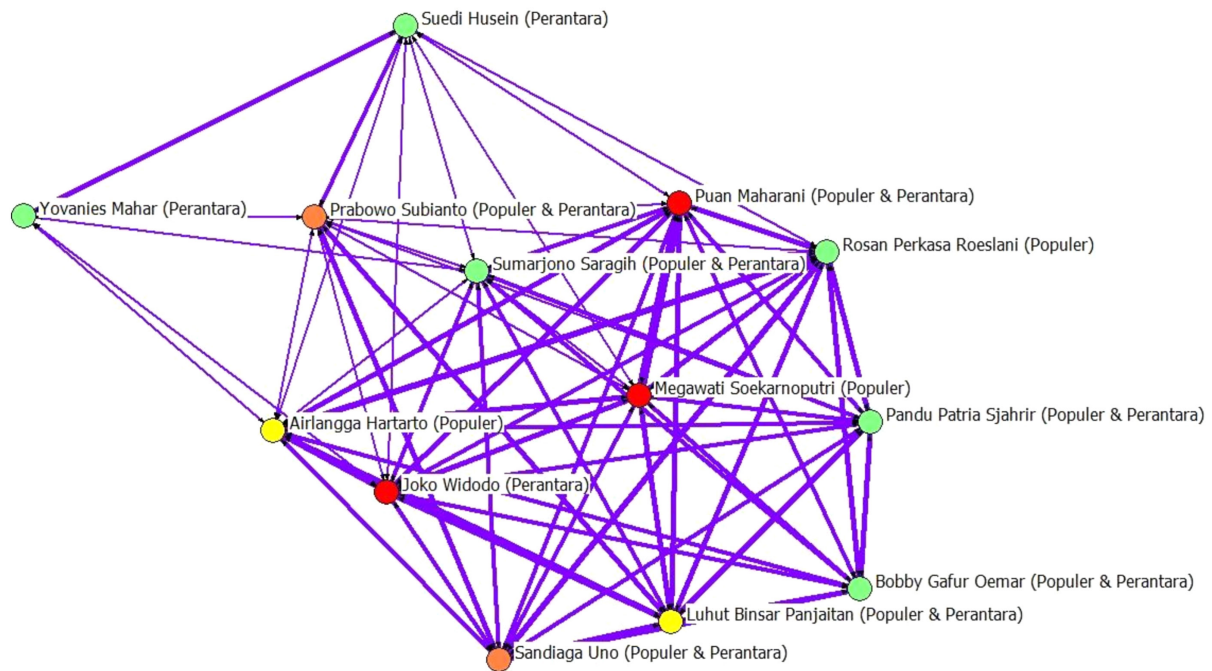 Suedi Husein (Perantara)
Puan Maharani (Populer & Perantara)
Yovanies Mahar (Perantara)
Prabowo Subianto (Populer & Perantara)
Rosan Perkasa Roeslani (Populer)
Sumarjono Saragih (Populer & Perantara)
Megawati Soekarnoputri (Populer)
Pandu Patria Sjahrir (Populer & Perantara)
Airlangga Hartarto (Populer)
Joko Widodo (Perantara)
Bobby Gafur Oemar (Populer & Perantara)
Luhut Binsar Panjaitan (Populer & Perantara)
Sandiaga Uno (Populer & Perantara)